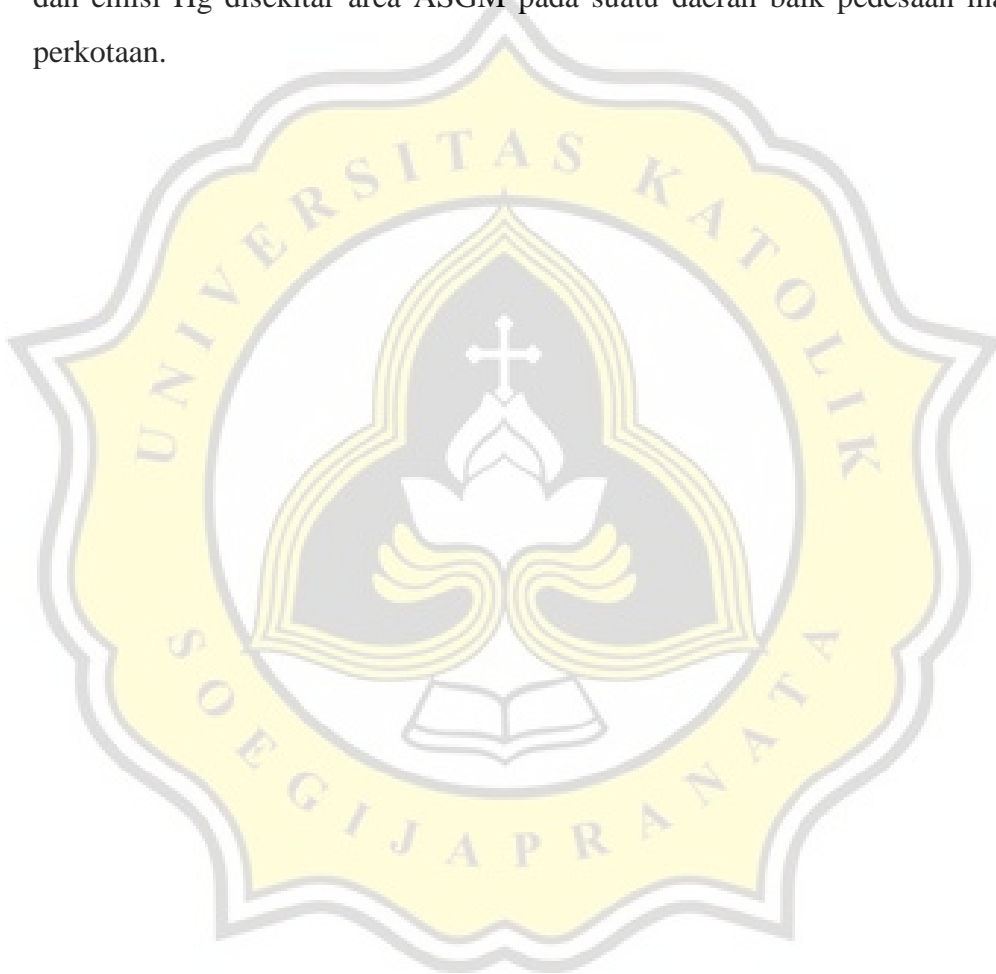 dan emisi Hg disekitar area ASGM pada suatu daerah baik pedesaan
perkotaan.
UNIVERSITAS KATOLIK
SOEGIJAPRANATA